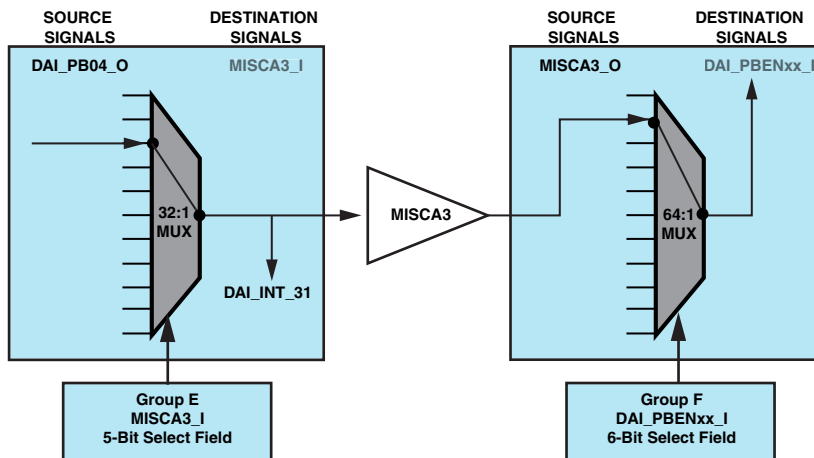 SOURCE
SIGNALS
DESTINATION
SIGNALS
DAI_PB04_O
MISCA3_I
32:1
MUX
DAI_INT_31
Group E
MISCA3_I
5-Bit Select Field
MISCA3
SOURCE
SIGNALS
DESTINATION
SIGNALS
MISCA3_O
DAI_PBENxx_I
64:1
MUX
Group F
DAI_PBENxx_I
6-Bit Select Field